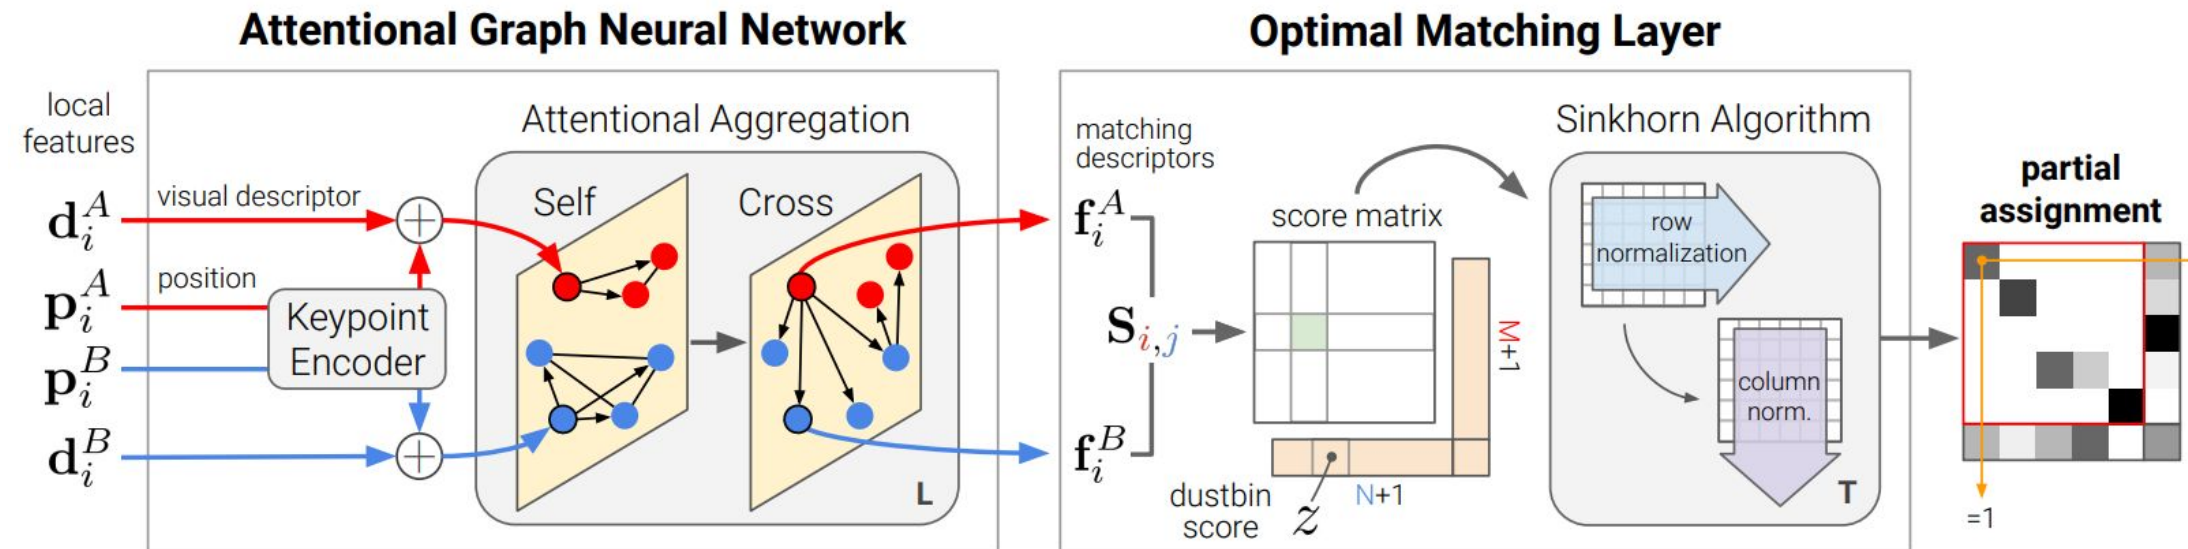 Attentional Graph Neural Network
Optimal Matching Layer
local
features
Attentional Aggregation
visual descriptor
position
d_i^A
p_i^A
p_i^B
d_i^B
+
+
Keypoint
Encoder
Self
Cross
L
matching
descriptors
f_i^A
S_{i,j}
f_i^B
score matrix
M+1
N+1
dustbin
score
z
Sinkhorn Algorithm
row
normalization
column
norm.
T
partial
assignment
=1